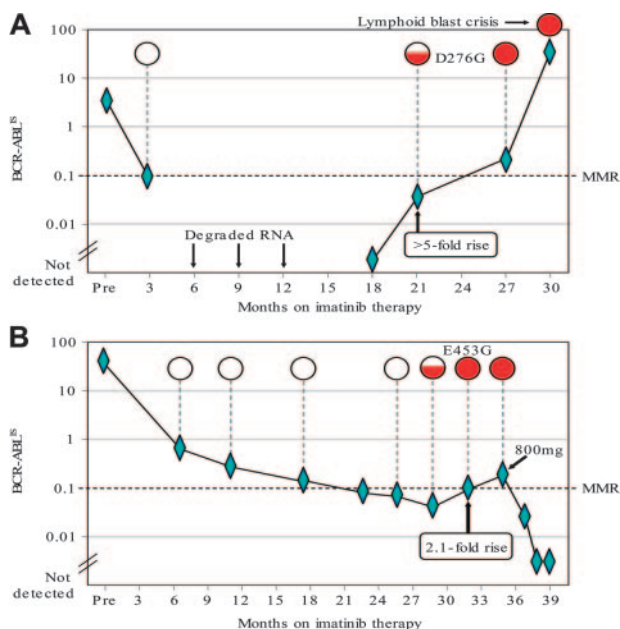 A
Lymphoid blast crisis
100
D276G
10
1
BCR-ABL^IS
0.1
MMR
0.01
Degraded RNA
>5-fold rise
Not
detected
Pre 3 6 9 12 15 18 21 24 27 30
Months on imatinib therapy
B
100
E453G
10
1
800mg
BCR-ABL^IS
0.1
MMR
0.01
2.1-fold rise
Not
detected
Pre 3 6 9 12 15 18 21 24 27 30 33 36 39
Months on imatinib therapy